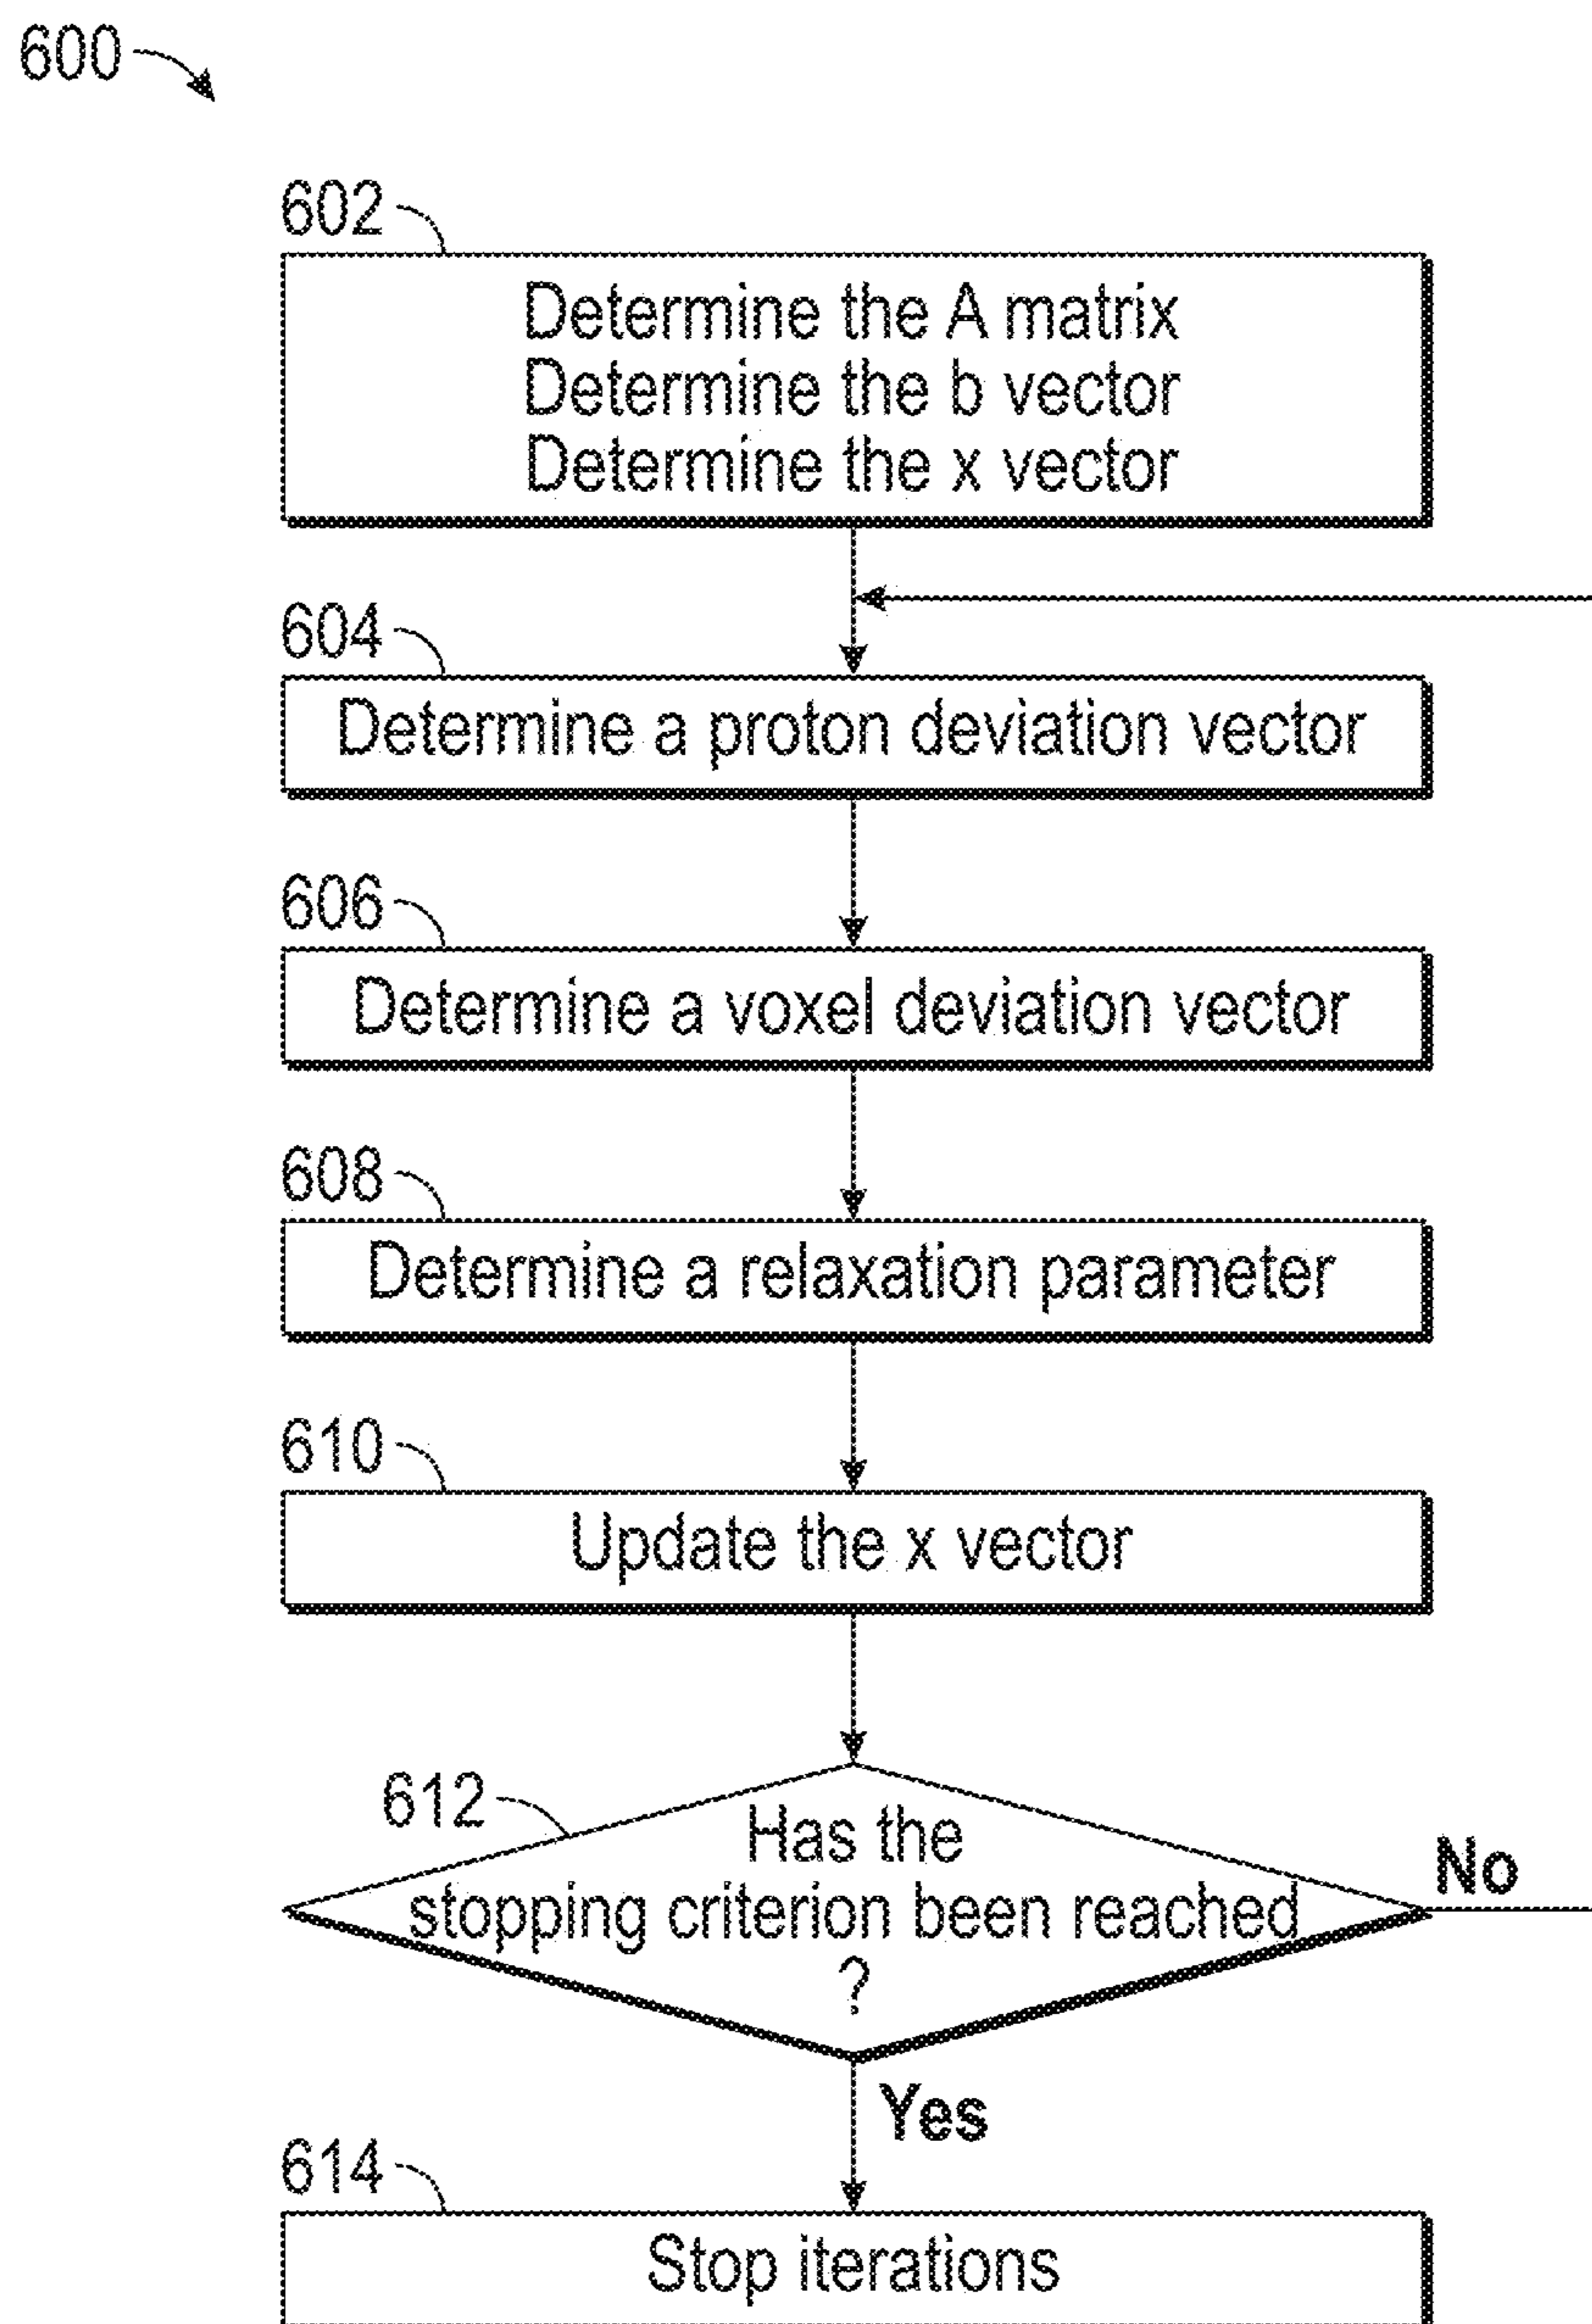 600
602
Determine the A matrix
Determine the b vector
Determine the x vector
604
Determine a proton deviation vector
606
Determine a voxel deviation vector
608
Determine a relaxation parameter
610
Update the x vector
612
Has the
stopping criterion been reached
?
No
Yes
614
Stop iterations